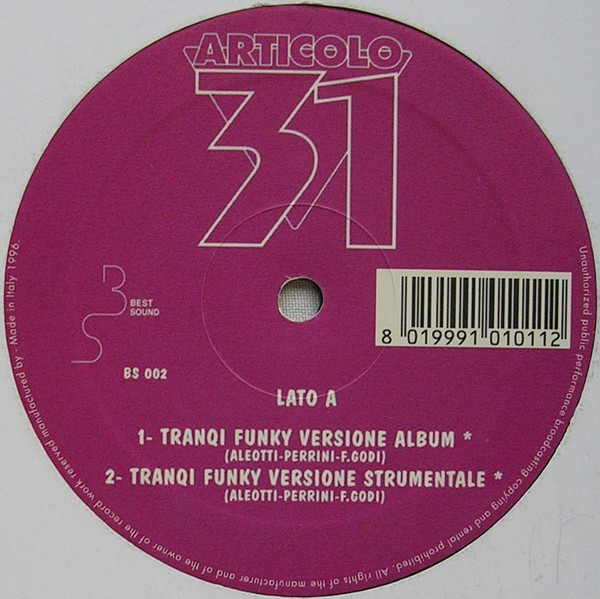 ARTICOLO
31
BEST
SOUND
BS 002
8 019991 010112
LATO A
1- TRANQI FUNKY VERSIONE ALBUM *
(ALEOTTI-PERRINI-F.GODI)
2- TRANQI FUNKY VERSIONE STRUMENTALE *
(ALEOTTI-PERRINI-F.GODI)
Unauthorized public performance broadcasting copying and rental prohibited. All rights of the manufacturer and of the owner of the record work reserved manufactured by - Made in Italy 1996.